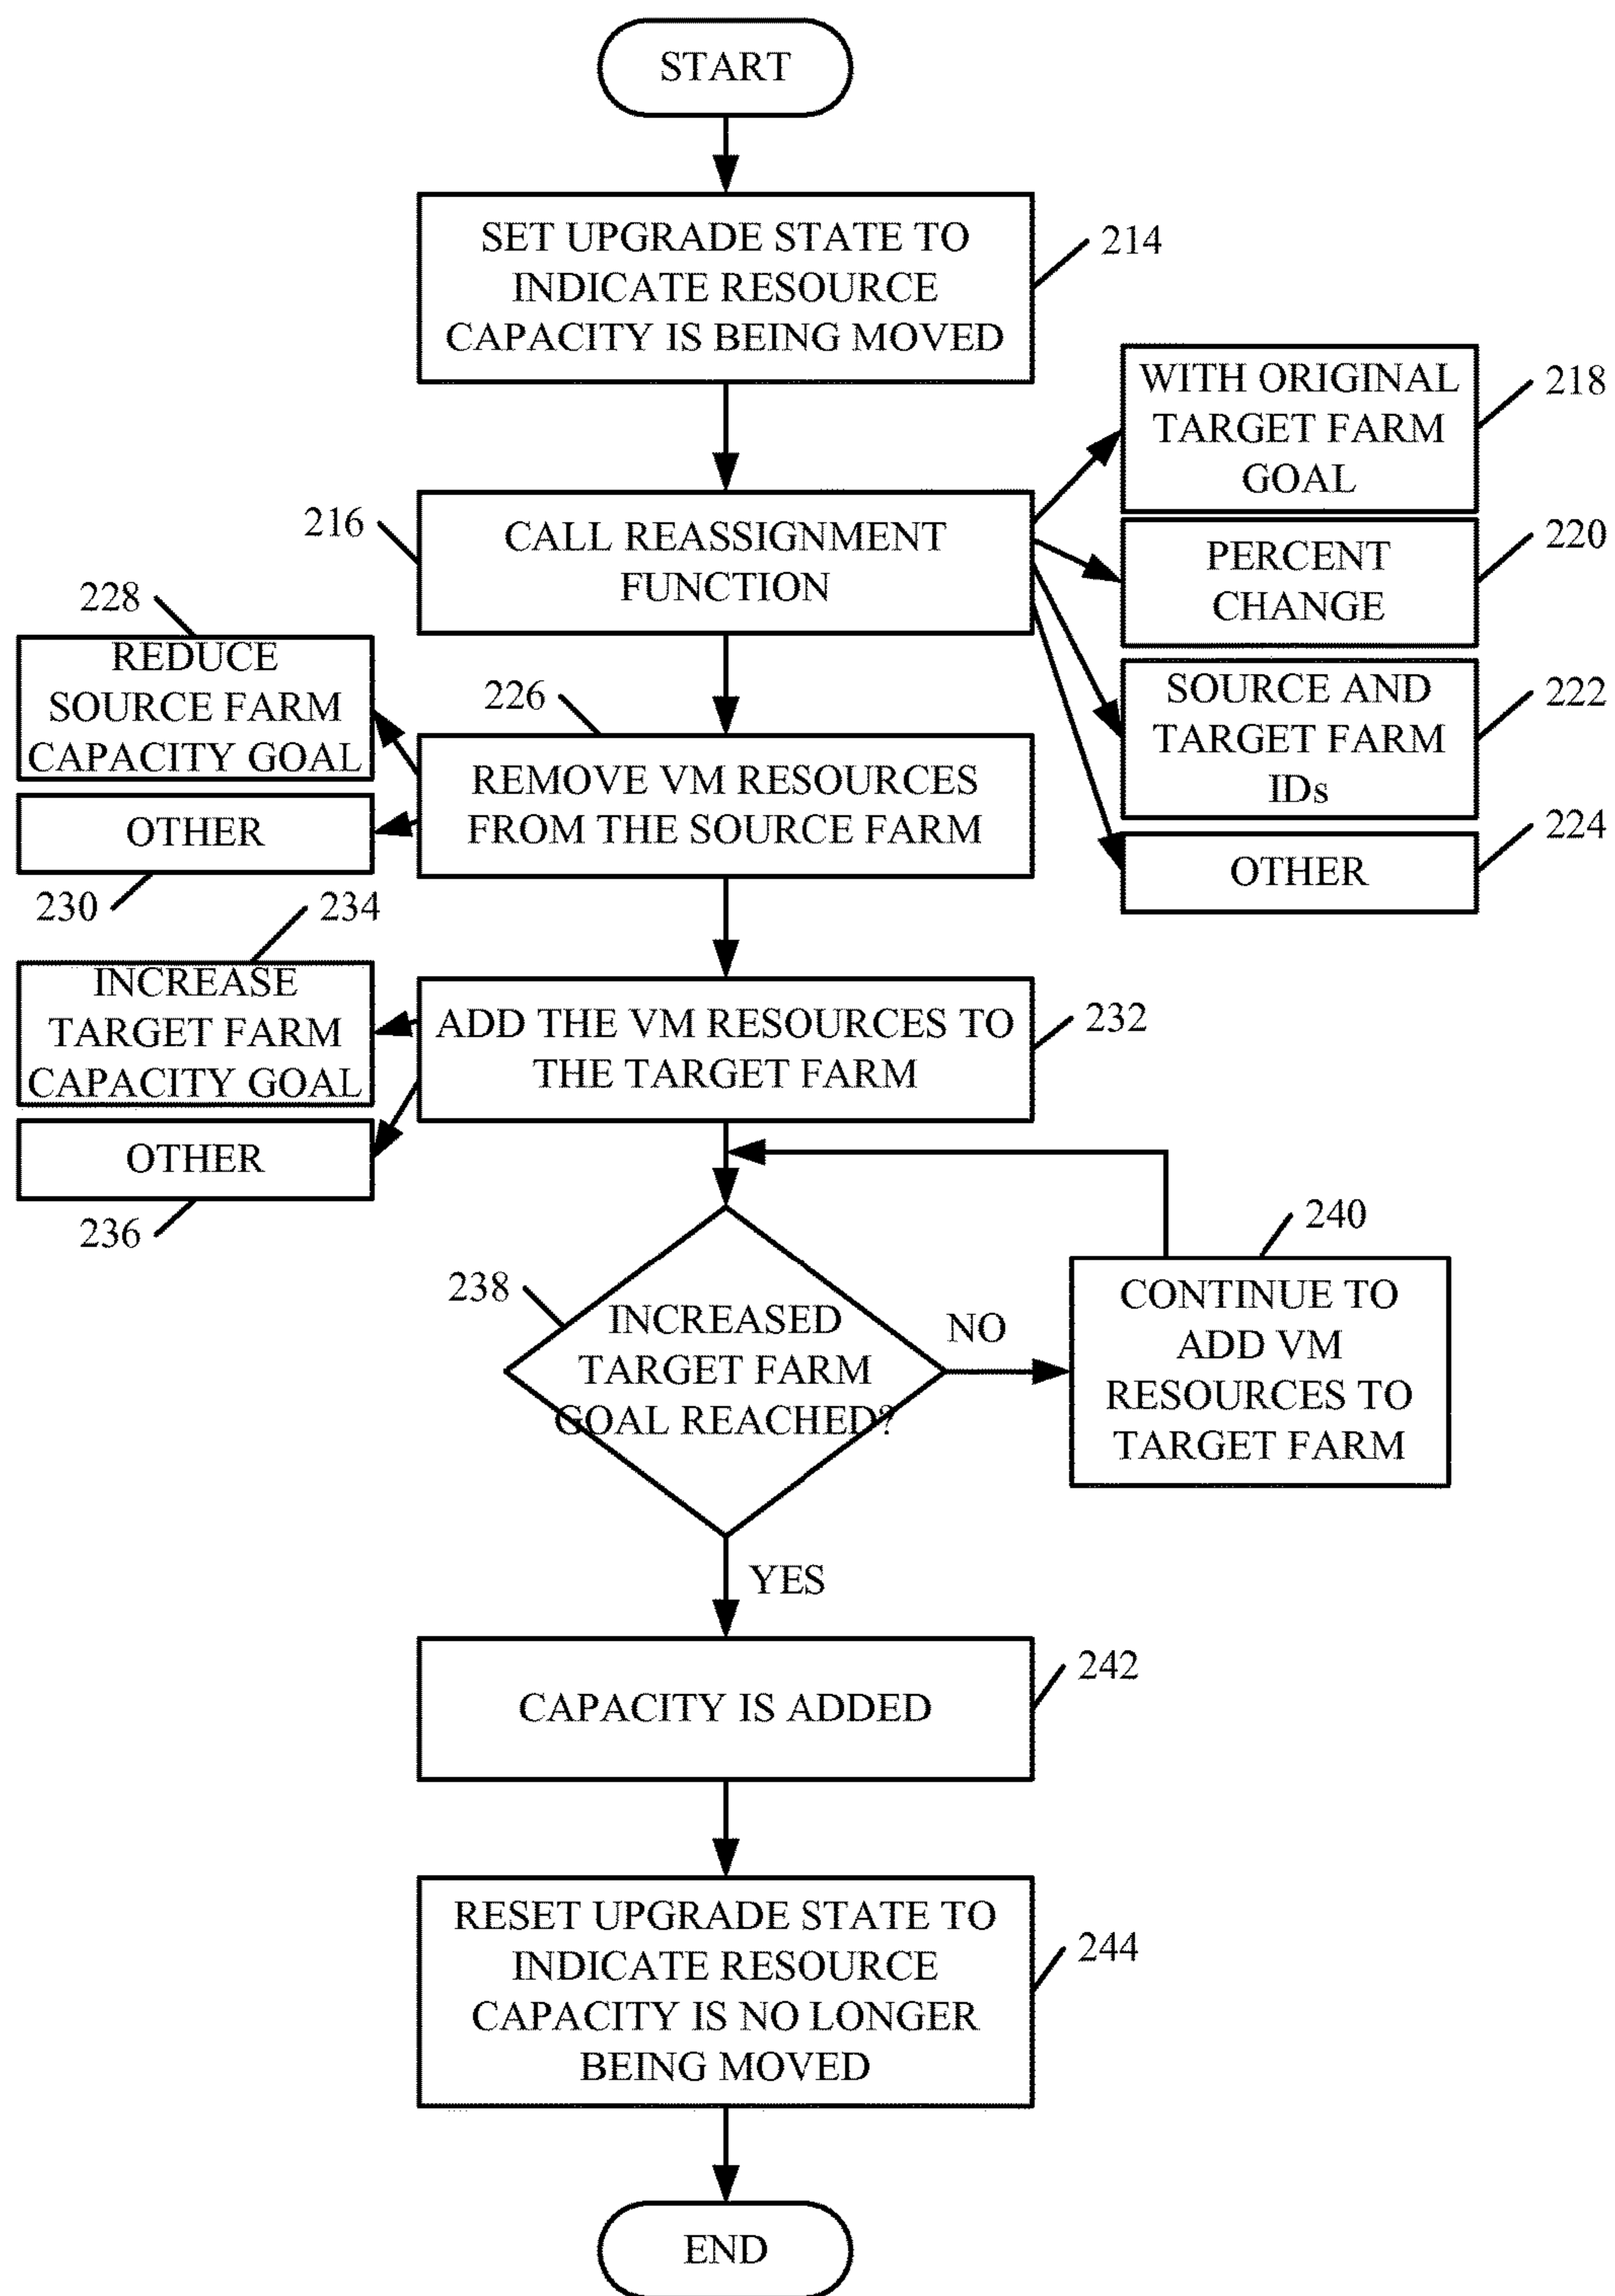 START
SET UPGRADE STATE TO
INDICATE RESOURCE
CAPACITY IS BEING MOVED
214
WITH ORIGINAL
TARGET FARM
GOAL
218
216
CALL REASSIGNMENT
FUNCTION
PERCENT
CHANGE
220
228
REDUCE
SOURCE FARM
CAPACITY GOAL
226
SOURCE AND
TARGET FARM
IDs
222
REMOVE VM RESOURCES
FROM THE SOURCE FARM
OTHER
230
OTHER
224
234
INCREASE
TARGET FARM
CAPACITY GOAL
ADD THE VM RESOURCES TO
THE TARGET FARM
232
OTHER
236
238
INCREASED
TARGET FARM
GOAL REACHED?
NO
240
CONTINUE TO
ADD VM
RESOURCES TO
TARGET FARM
YES
CAPACITY IS ADDED
242
RESET UPGRADE STATE TO
INDICATE RESOURCE
CAPACITY IS NO LONGER
BEING MOVED
244
END